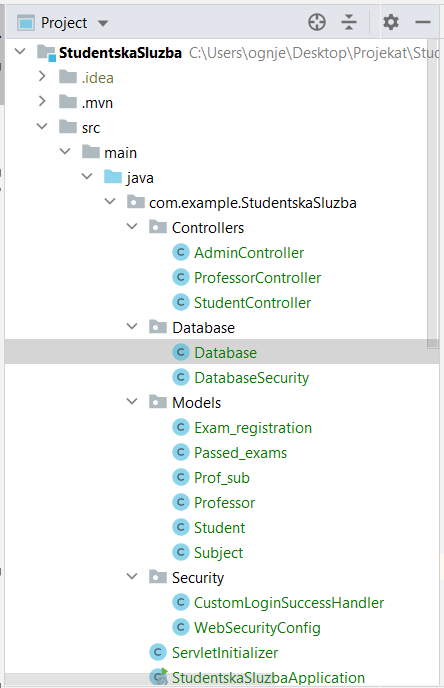 Project
StudentskaSluzba C:\Users\ognje\Desktop\Projekat\Stud
.idea
.mvn
src
main
java
com.example.StudentskaSluzba
Controllers
AdminController
ProfessorController
StudentController
Database
Database
DatabaseSecurity
Models
Exam_registration
Passed_exams
Prof_sub
Professor
Student
Subject
Security
CustomLoginSuccessHandler
WebSecurityConfig
ServletInitializer
StudentskaSluzbaApplication